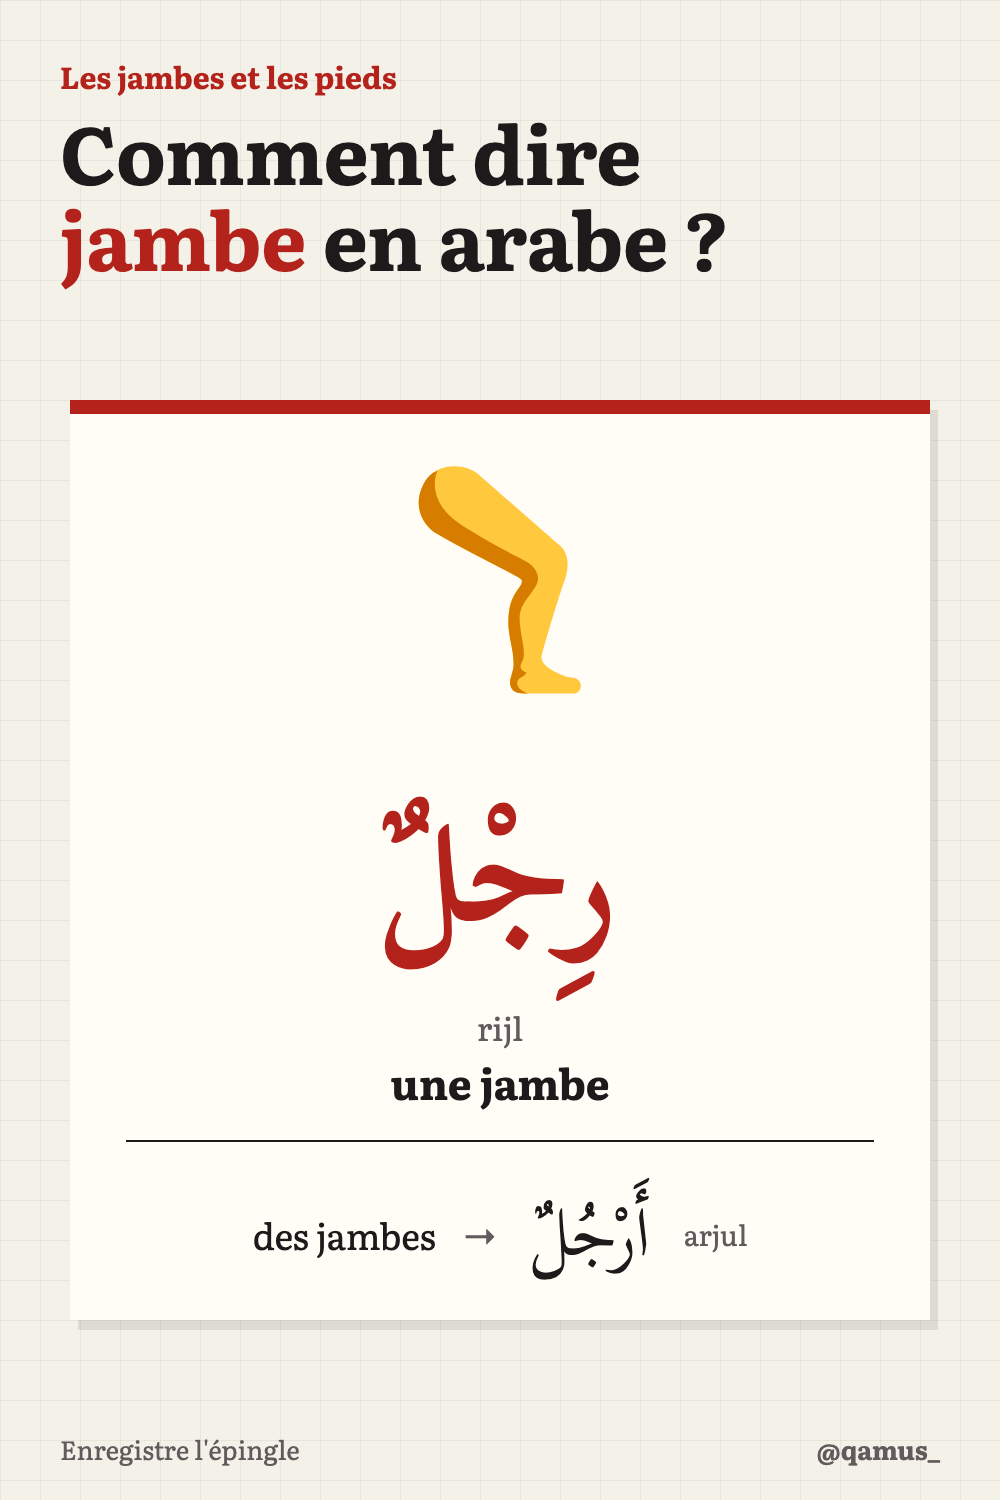 Les jambes et les pieds
Comment dire
jambe en arabe ?
رِجْلٌ
rijl
une jambe
des jambes → أَرْجُلٌ arjul
Enregistre l'épingle
@qamus_